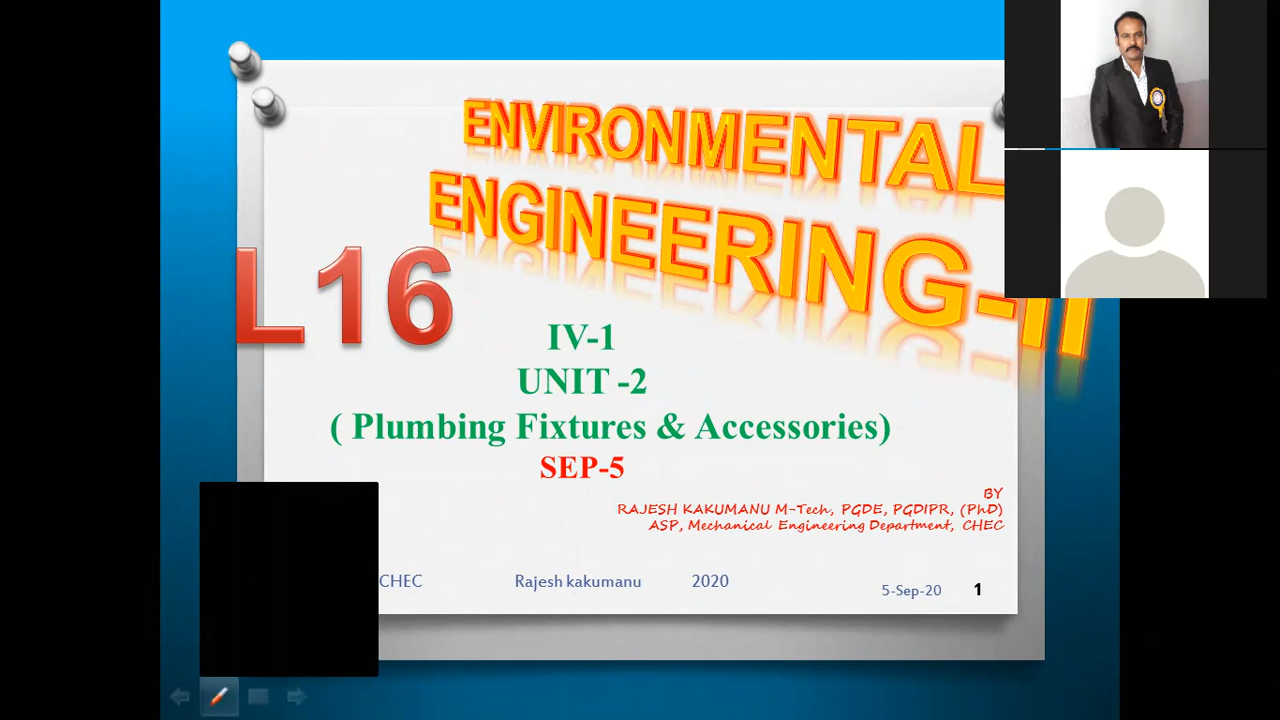 ENVIRONMENTAL
ENGINEERING-II
L16
IV-1
UNIT -2
( Plumbing Fixtures & Accessories)
SEP-5
BY
RAJESH KAKUMANU M-Tech, PGDE, PGDIPR, (PhD)
ASP, Mechanical Engineering Department, CHEC
CHEC Rajesh kakumanu 2020 5-Sep-20 1